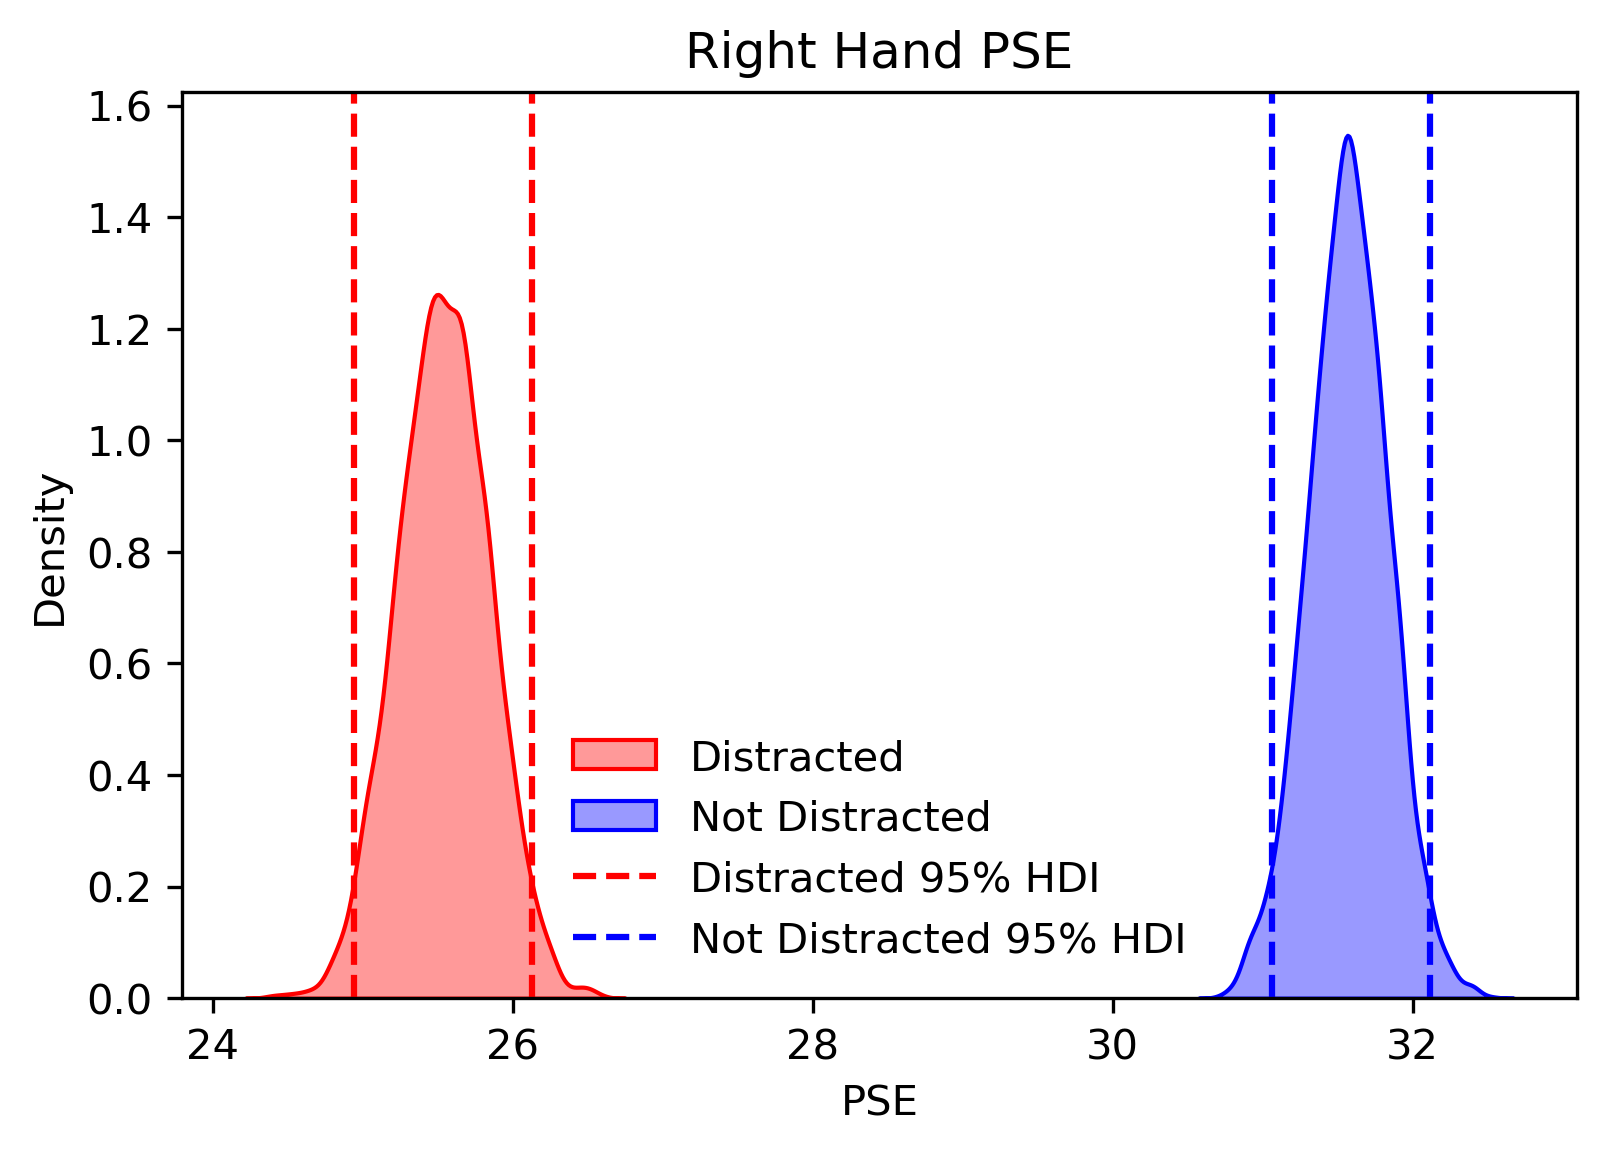 Right Hand PSE
1.6
1.4
1.2
1.0
0.8
0.6
0.4
0.2
0.0
Density
Distracted
Not Distracted
Distracted 95% HDI
Not Distracted 95% HDI
24 26 28 30 32
PSE